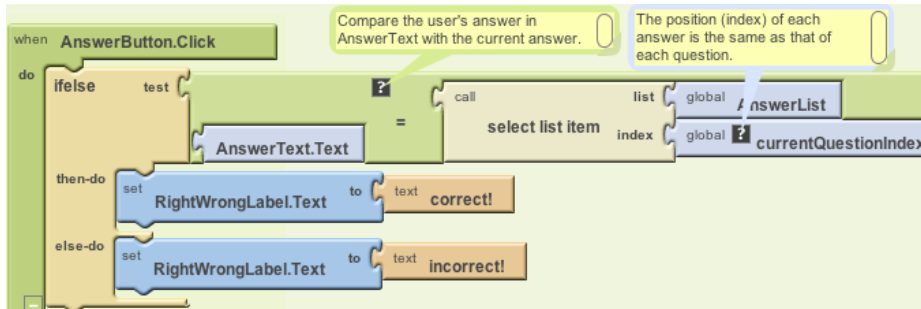 Compare the user's answer in
AnswerText with the current answer.
The position (index) of each
answer is the same as that of
each question.
when AnswerButton.Click
do
ifelse test
?
call
select list item
list
global AnswerList
=
index
global ? currentQuestionIndex
AnswerText.Text
then-do
set RightWrongLabel.Text to text correct!
else-do
set RightWrongLabel.Text to text incorrect!